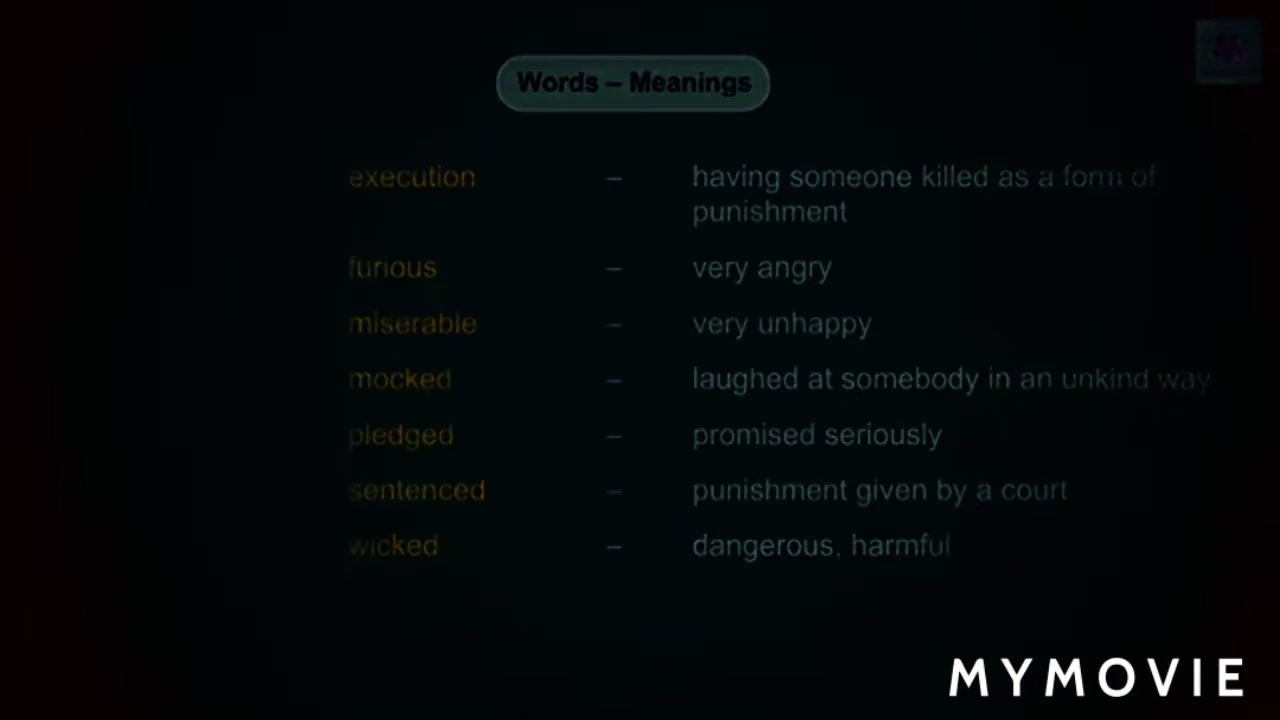 Words – Meanings
execution – having someone killed as a form of
punishment
furious – very angry
miserable – very unhappy
mocked – laughed at somebody in an unkind way
pledged – promised seriously
sentenced – punishment given by a court
wicked – dangerous, harmful
MYMOVIE